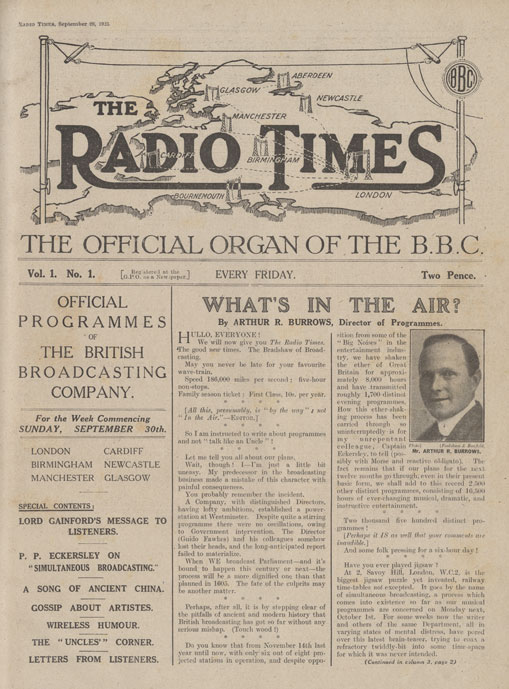 RADIO TIMES, September 28, 1923.
BBC
ABERDEEN
GLASGOW
NEWCASTLE
THE
MANCHESTER
RADIO TIMES
CARDIFF
BIRMINGHAM
BOURNEMOUTH
LONDON
THE OFFICIAL ORGAN OF THE B.B.C.
Vol. 1. No. 1.
[Registered at the
G.P.O. as a Newspaper.]
EVERY FRIDAY.
Two Pence.
OFFICIAL
PROGRAMMES
OF
THE BRITISH
BROADCASTING
COMPANY.
For the Week Commencing
SUNDAY, SEPTEMBER 30th.
LONDON CARDIFF
BIRMINGHAM NEWCASTLE
MANCHESTER GLASGOW
SPECIAL CONTENTS:
LORD GAINFORD'S MESSAGE TO
LISTENERS.
P. P. ECKERSLEY ON
"SIMULTANEOUS BROADCASTING."
A SONG OF ANCIENT CHINA.
GOSSIP ABOUT ARTISTES.
WIRELESS HUMOUR.
THE "UNCLES" CORNER.
LETTERS FROM LISTENERS.
WHAT'S IN THE AIR?
By ARTHUR R. BURROWS, Director of Programmes.
HULLO, EVERYONE!
We will now give you The Radio Times.
The good new times. The Bradshaw of Broad-
casting.
May you never be late for your favourite
wave-train.
Speed 186,000 miles per second; five-hour
non-stops.
Family season ticket: First Class, 10s. per year.
* * * *
[All this, presumably, is "by the way"; not
"In the Air."—EDITOR.]
* * * *
So I am instructed to write about programmes
and not "talk like an Uncle"!
* * * *
Let me tell you all about our plans.
Wait, though! I—I'm just a little bit
uneasy. My predecessor in the broadcasting
business made a mistake of this character with
painful consequences.
You probably remember the incident.
A Company, with distinguished Directors,
having lofty ambitions, established a power-
station at Westminster. Despite quite a stirring
programme there were no oscillations, owing
to Government intervention. The Director
(Guido Fawkes) and his colleagues somehow
lost their heads, and the long-anticipated report
failed to materialize.
When WE broadcast Parliament—and it's
bound to happen this century or next—the
process will be a more dignified one than that
planned in 1605. The fate of the culprits may
be another matter.
* * * *
Perhaps, after all, it is by stepping clear of
the pitfalls of ancient and modern history that
British broadcasting has got so far without any
serious mishap. (Touch wood!)
* * * *
Do you know that from November 14th last
year until now, with only six out of eight pro-
jected stations in operation, and despite oppo-
sition from some of the
"Big Noises" in the
entertainment indus-
try, we have shaken
the ether of Great
Britain for approxi-
mately 8,000 hours
and have transmitted
roughly 1,700 distinct
evening programmes.
How this ether-shak-
ing process has been
carried through so
uninterruptedly is for
my unrepentant
colleague, Captain
Eckersley, to tell (pos-
sibly with Morse and reactive obligato). The
fact remains that if our plans for the next
twelve months go through, even in their present
basic form, we shall add to this record 2,500
other distinct programmes, consisting of 16,500
hours of ever-changing music, dramatic, and
instructive entertainment.
* * * *
Two thousand five hundred distinct pro-
grammes!
[Perhaps it IS as well that your comments are
inaudible.]
And some folk pressing for a six-hour day!
* * * *
Have you ever played jigsaw?
At 2, Savoy Hill, London, W.C.2, is the
biggest jigsaw puzzle yet invented, railway
time-tables not excepted. It goes by the name
of simultaneous broadcasting, a process which
comes into existence so far as our musical
programmes are concerned on Monday next,
October 1st. For some weeks now the writer
and others of the same Department, all in
varying states of mental distress, have pored
over this latest brain-teaser, trying to coax a
refractory twiddly-bit into some time-space
for which it was never intended.
(Continued in column 3, page 2.)
Mr. ARTHUR R. BURROWS.